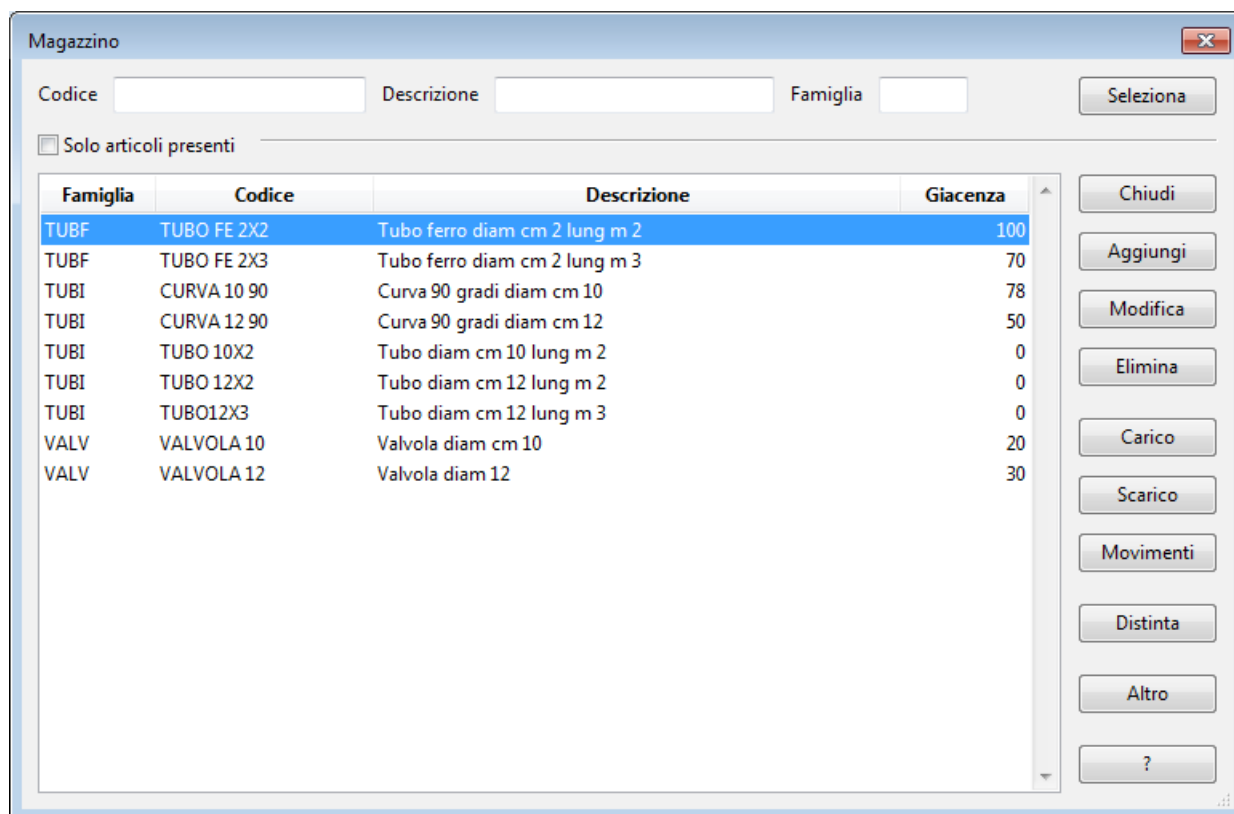 Magazzino
Codice Descrizione Famiglia Seleziona
Solo articoli presenti
Famiglia Codice Descrizione Giacenza Chiudi
TUBF TUBO FE 2X2 Tubo ferro diam cm 2 lung m 2 100
TUBF TUBO FE 2X3 Tubo ferro diam cm 2 lung m 3 70 Aggiungi
TUBI CURVA 10 90 Curva 90 gradi diam cm 10 78
TUBI CURVA 12 90 Curva 90 gradi diam cm 12 50 Modifica
TUBI TUBO 10X2 Tubo diam cm 10 lung m 2 0
TUBI TUBO 12X2 Tubo diam cm 12 lung m 2 0 Elimina
TUBI TUBO12X3 Tubo diam cm 12 lung m 3 0
VALV VALVOLA 10 Valvola diam cm 10 20 Carico
VALV VALVOLA 12 Valvola diam 12 30
Scarico
Movimenti
Distinta
Altro
?